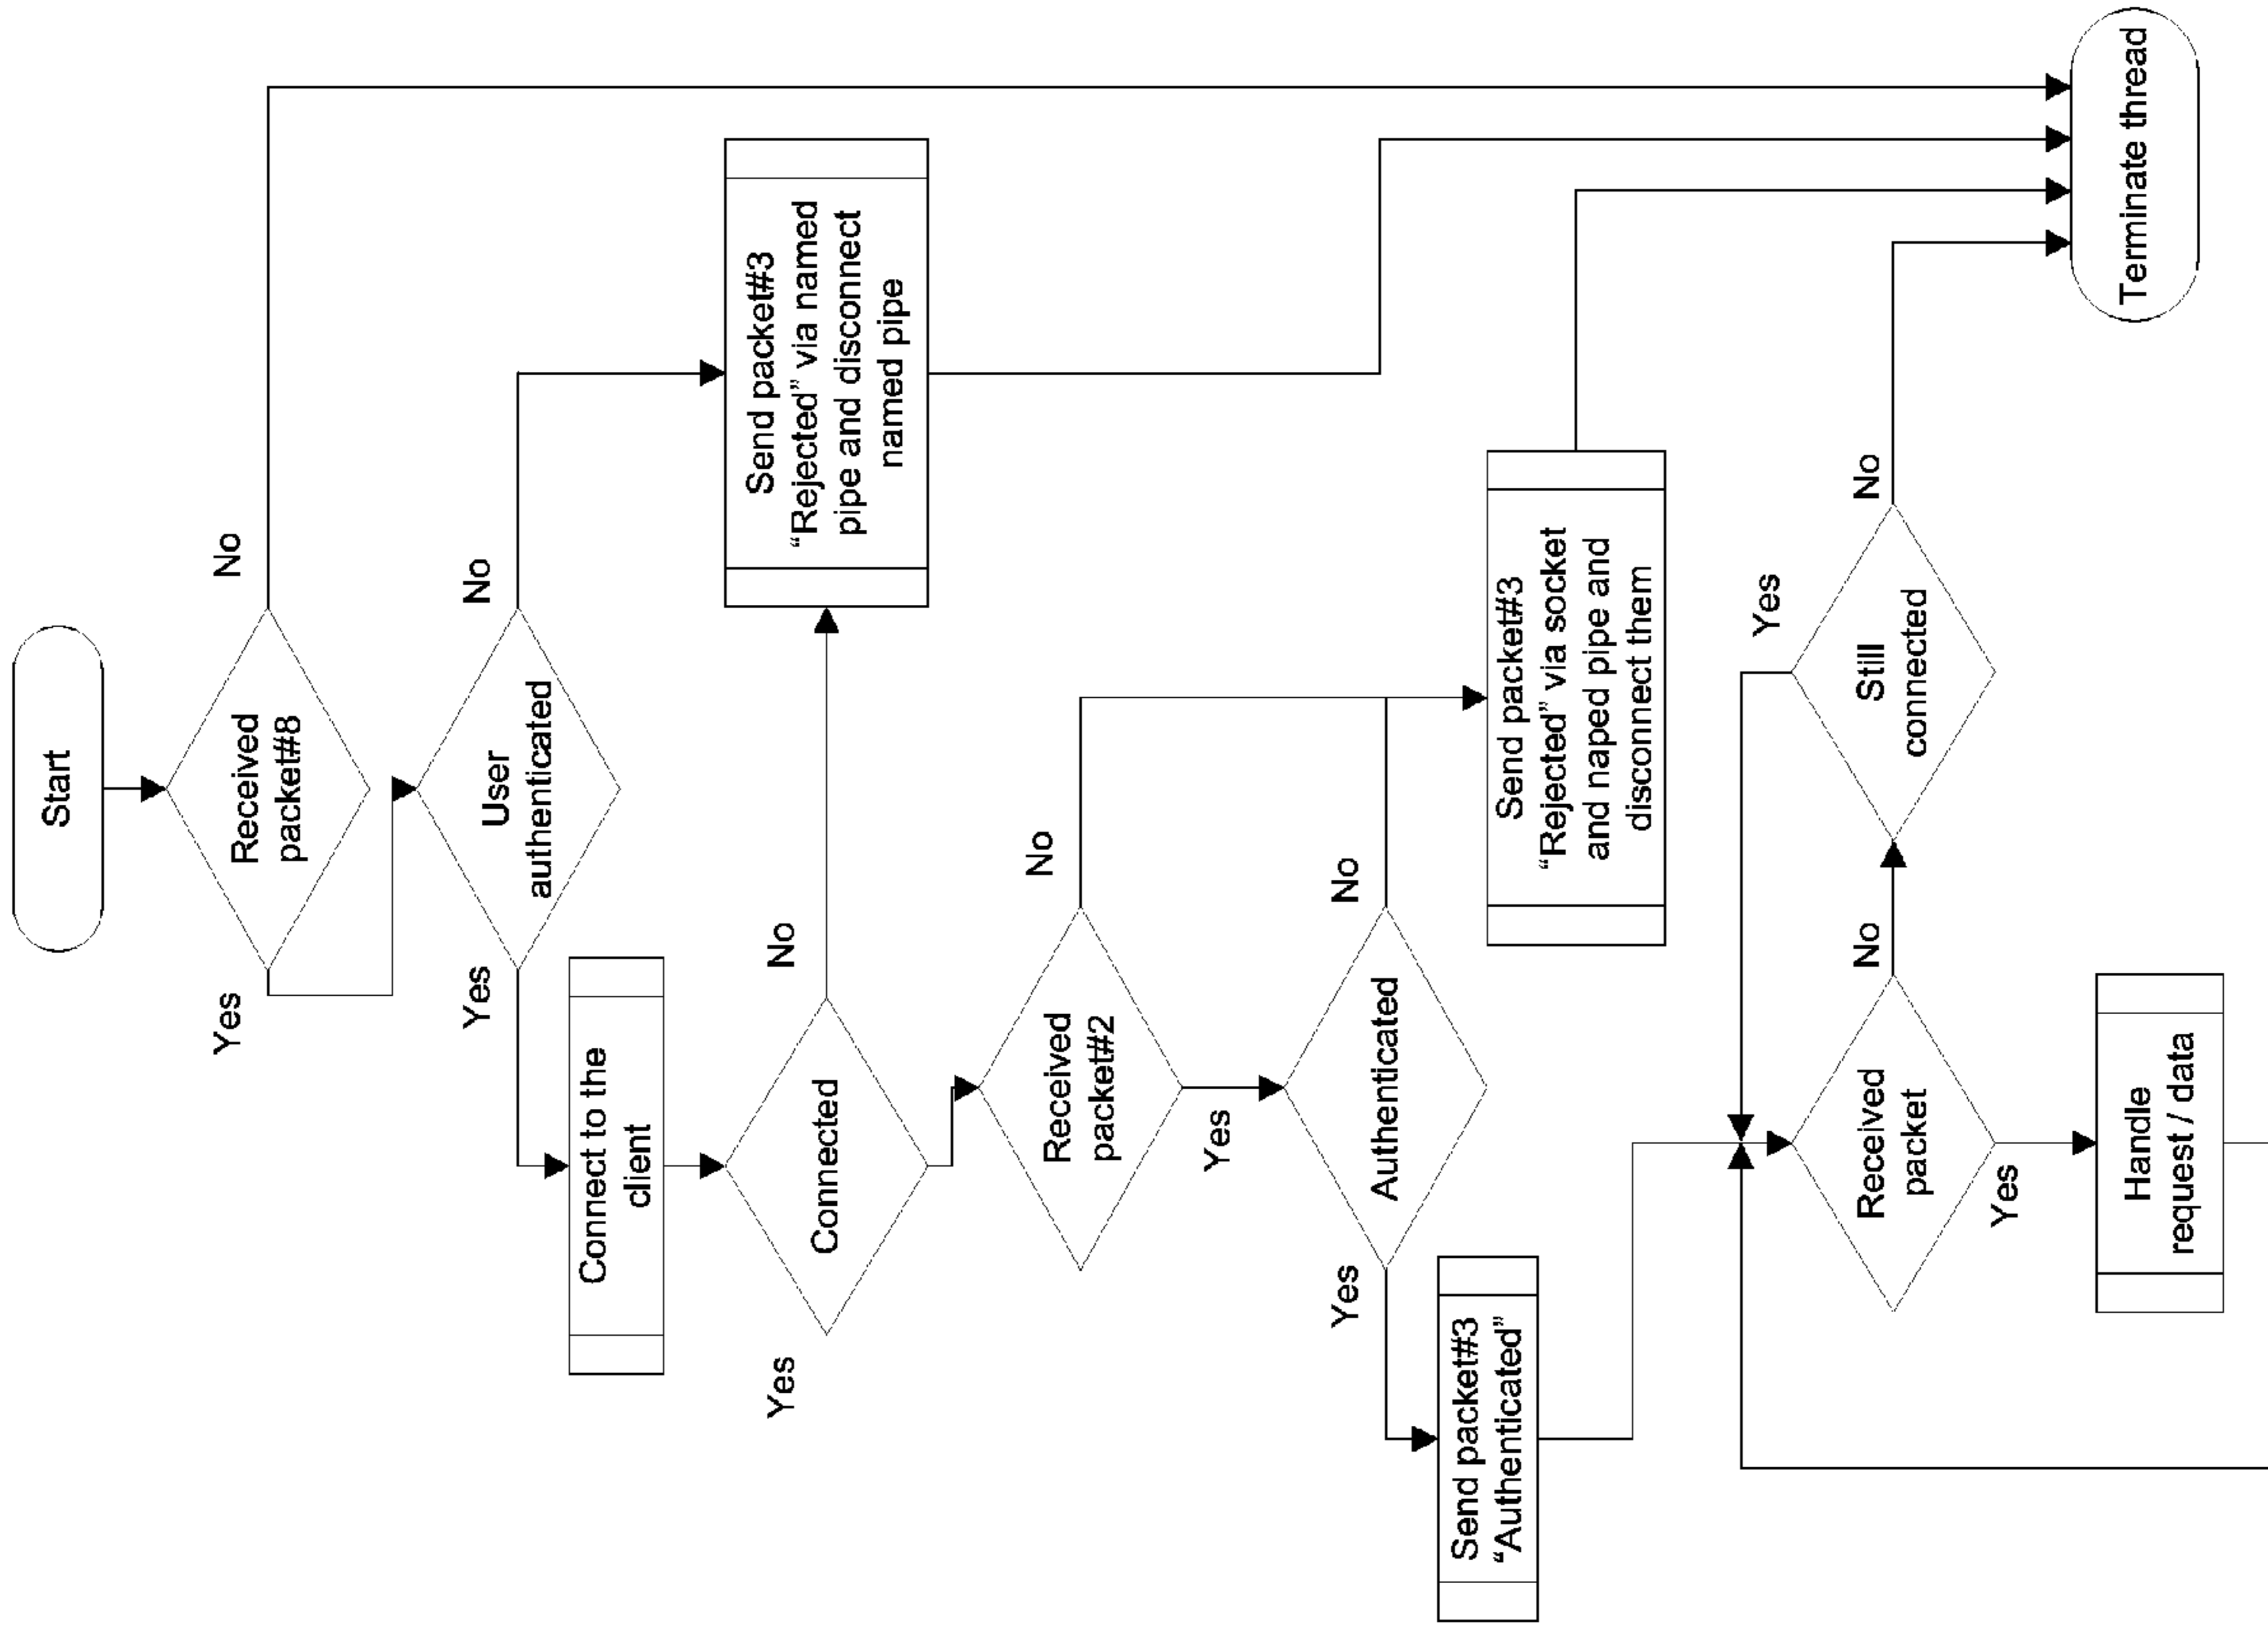 Start
Received
packet#8
No
Yes
User
authenticated
No
Yes
Connect to the
client
Send packet#3
“Rejected” via named
pipe and disconnect
named pipe
Connected
No
Yes
Received
packet#2
No
Yes
Authenticated
No
Yes
Send packet#3
“Authenticated”
Send packet#3
“Rejected” via socket
and naped pipe and
disconnect them
Received
packet
No
Yes
Still
connected
Yes
No
Handle
request / data
Terminate thread